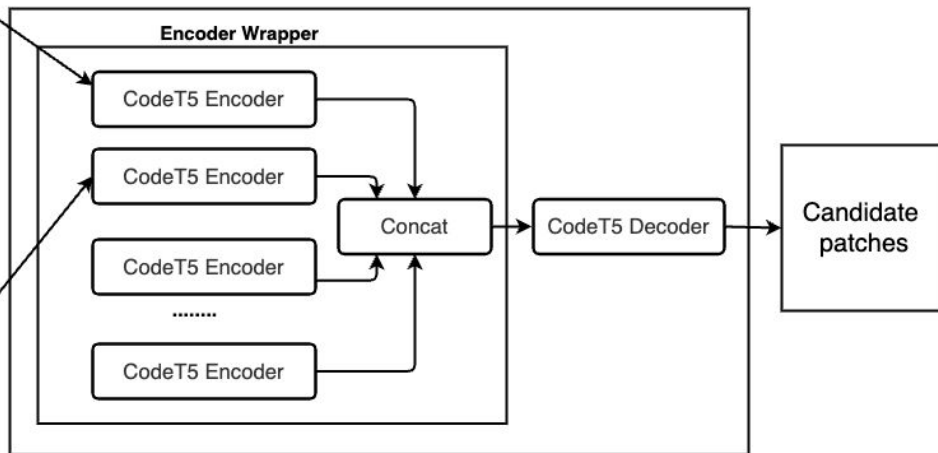 Encoder Wrapper
CodeT5 Encoder
CodeT5 Encoder
CodeT5 Encoder
........
CodeT5 Encoder
Concat
CodeT5 Decoder
Candidate
patches